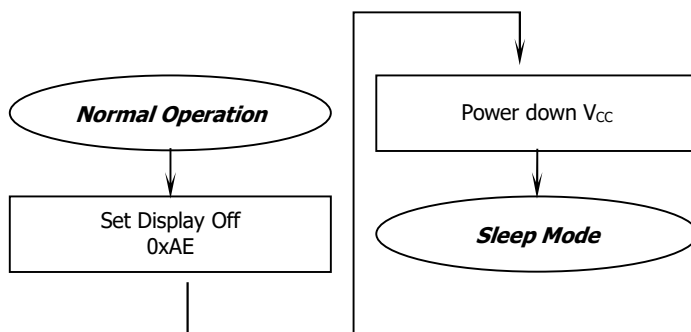 Normal Operation
Set Display Off
0xAE
Power down VCC
Sleep Mode